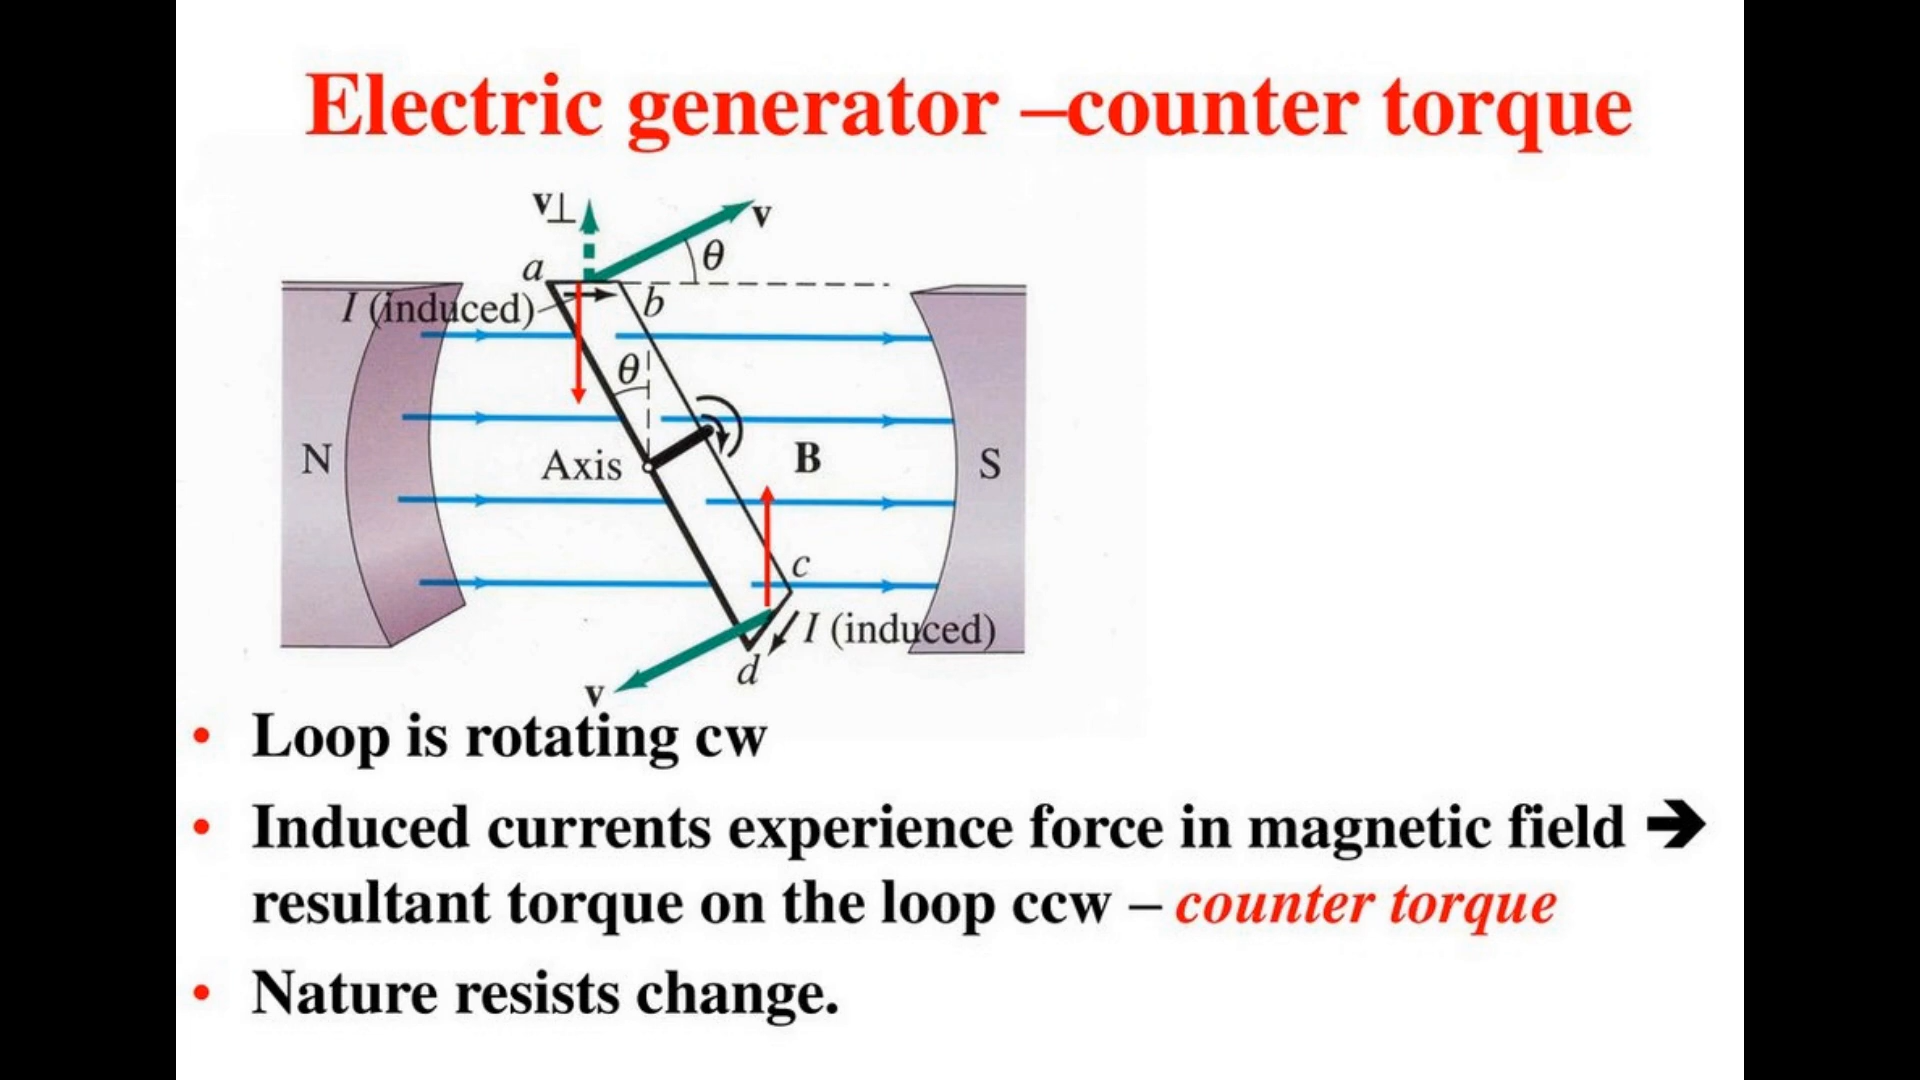 Electric generator –counter torque
v⊥
v
θ
a
I (induced)
b
θ
N
Axis
B
S
c
I (induced)
d
v
• Loop is rotating cw
• Induced currents experience force in magnetic field ➔
resultant torque on the loop ccw – counter torque
• Nature resists change.